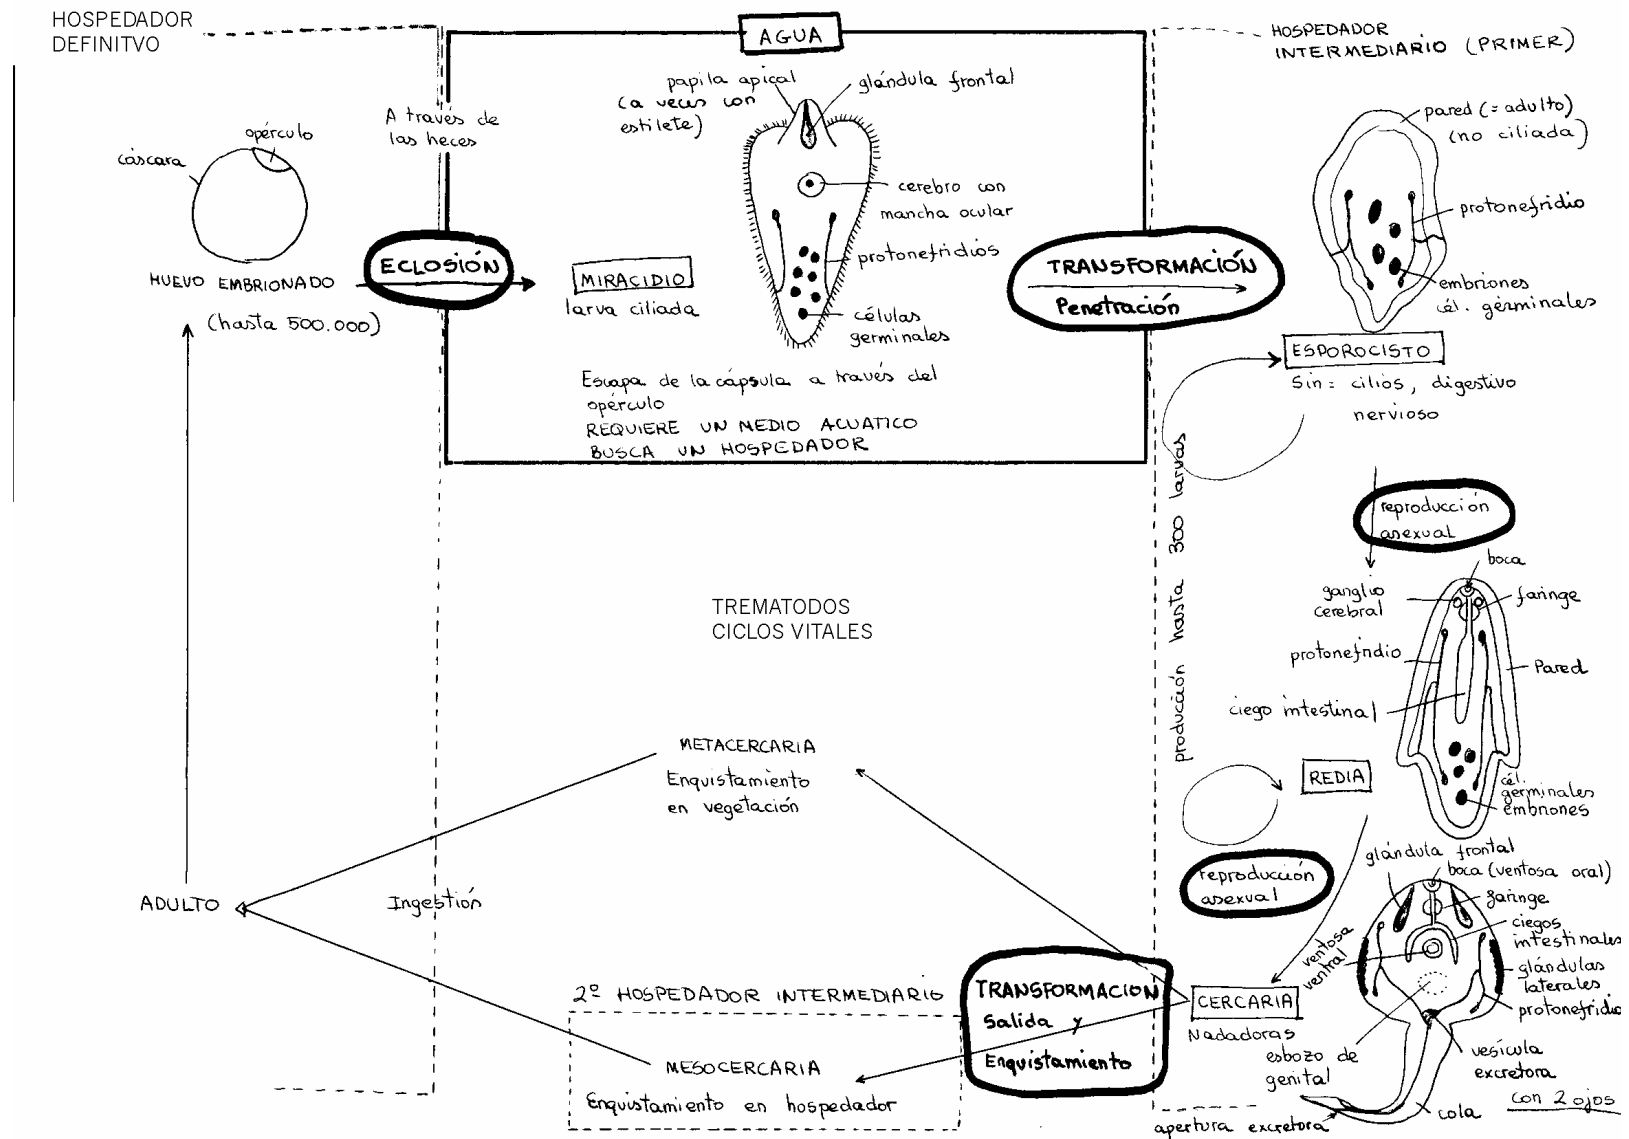 HOSPEDADOR
DEFINITVO
AGUA
HOSPEDADOR
INTERMEDIARIO (PRIMER)
A través de
las heces
opérculo
cáscara
HUEVO EMBRIONADO
(hasta 500.000)
ECLOSIÓN
papila apical
(a veces con
estilete)
glándula frontal
cerebro con
mancha ocular
protonefridios
células
germinales
MIRACIDIO
larva ciliada
Escapa de la cápsula a través del
opérculo
REQUIERE UN MEDIO ACUATICO
BUSCA UN HOSPEDADOR
TRANSFORMACIÓN
Penetración
pared (= adulto)
(no ciliada)
protonefridio
embriones
cél. germinales
ESPOROCISTO
Sin: cilios, digestivo
nervioso
producción hasta 300 larvas
reproducción
asexual
boca
ganglio
cerebral
faringe
protonefridio
Pared
ciego intestinal
REDIA
cél.
germinales
embriones
TREMATODOS
CICLOS VITALES
METACERCARIA
Enquistamiento
en vegetación
ADULTO
Ingestión
reproducción
asexual
glándula frontal
boca (ventosa oral)
faringe
ciegos
intestinales
ventosa
ventral
glándulas
laterales
protonefridio
2º HOSPEDADOR INTERMEDIARIO
TRANSFORMACION
Salida y
Enquistamiento
CERCARIA
Nadadoras
esbozo de
genital
vesícula
excretora
con 2 ojos
cola
apertura excretora
MESOCERCARIA
Enquistamiento en hospedador